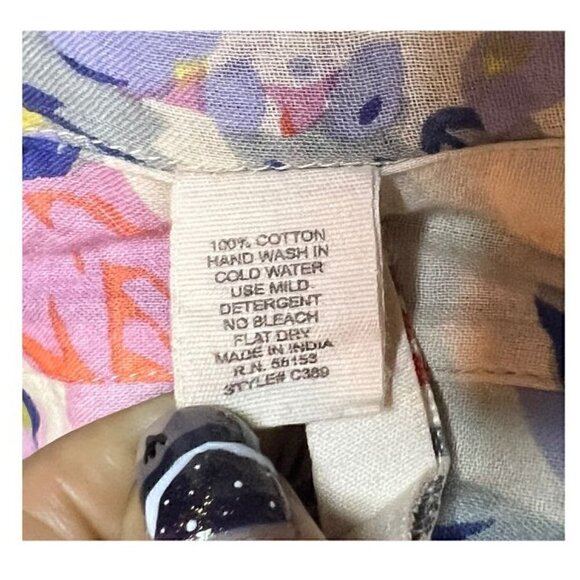 100% COTTON
HAND WASH IN
COLD WATER
USE MILD
DETERGENT
NO BLEACH
FLAT DRY
MADE IN INDIA
R.N. 56153
STYLE# C389